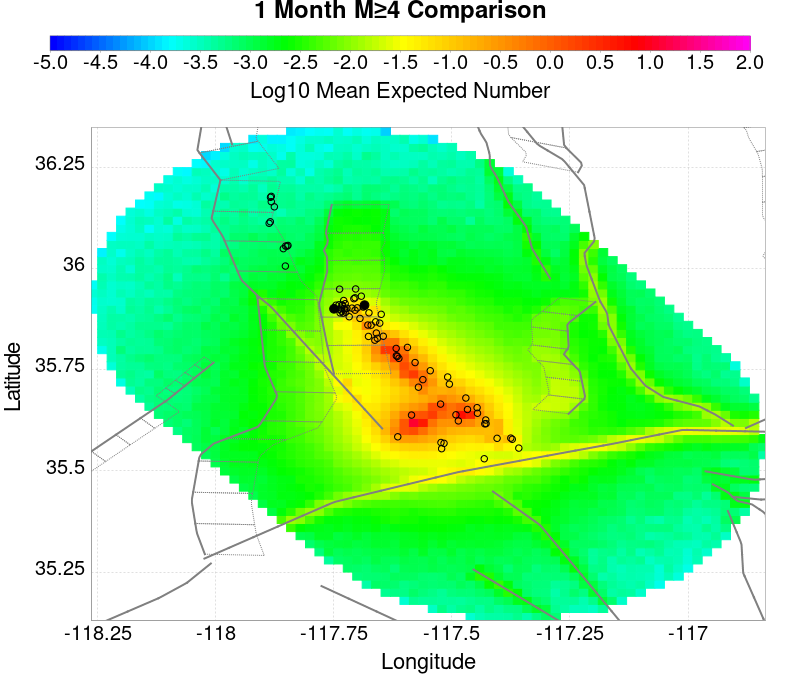 1 Month M≥4 Comparison
-5.0 -4.5 -4.0 -3.5 -3.0 -2.5 -2.0 -1.5 -1.0 -0.5 0.0 0.5 1.0 1.5 2.0
Log10 Mean Expected Number
36.25
36
35.75
35.5
35.25
Latitude
-118.25 -118 -117.75 -117.5 -117.25 -117
Longitude